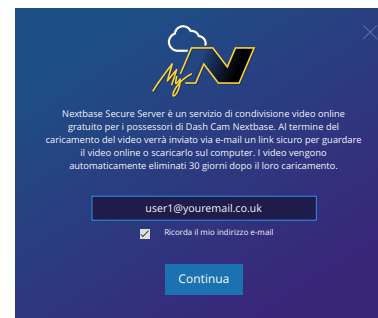 My N
Nextbase Secure Server è un servizio di condivisione video online
gratuito per i possessori di Dash Cam Nextbase. Al termine del
caricamento del video verrà inviato via e-mail un link sicuro per guardare
il video online o scaricarlo sul computer. I video vengono
automaticamente eliminati 30 giorni dopo il loro caricamento.
user1@youremail.co.uk
Ricorda il mio indirizzo e-mail
Continua